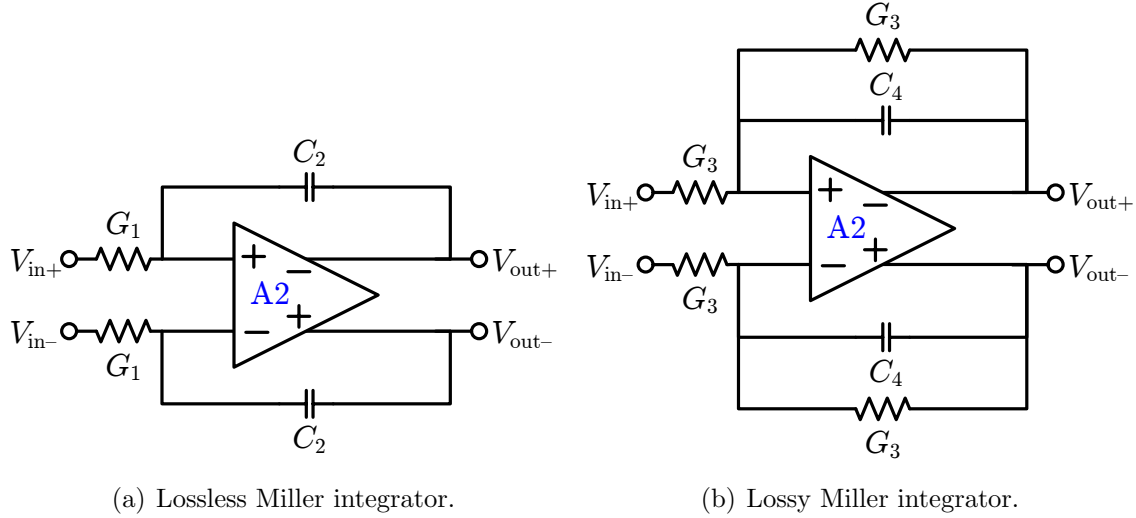 C2
G1
Vin+
+
−
Vout+
A2
Vin−
−
+
Vout−
G1
C2
(a) Lossless Miller integrator.
G3
C4
G3
Vin+
+
−
Vout+
A2
Vin−
−
+
Vout−
G3
C4
G3
(b) Lossy Miller integrator.